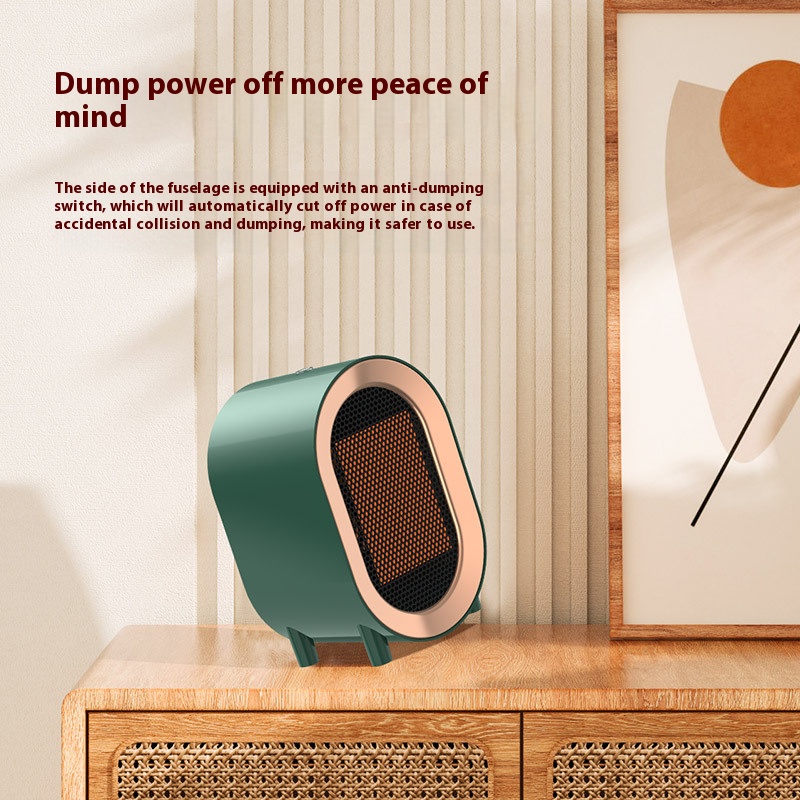 Dump power off more peace of
mind
The side of the fuselage is equipped with an anti-dumping
switch, which will automatically cut off power in case of
accidental collision and dumping, making it safer to use.